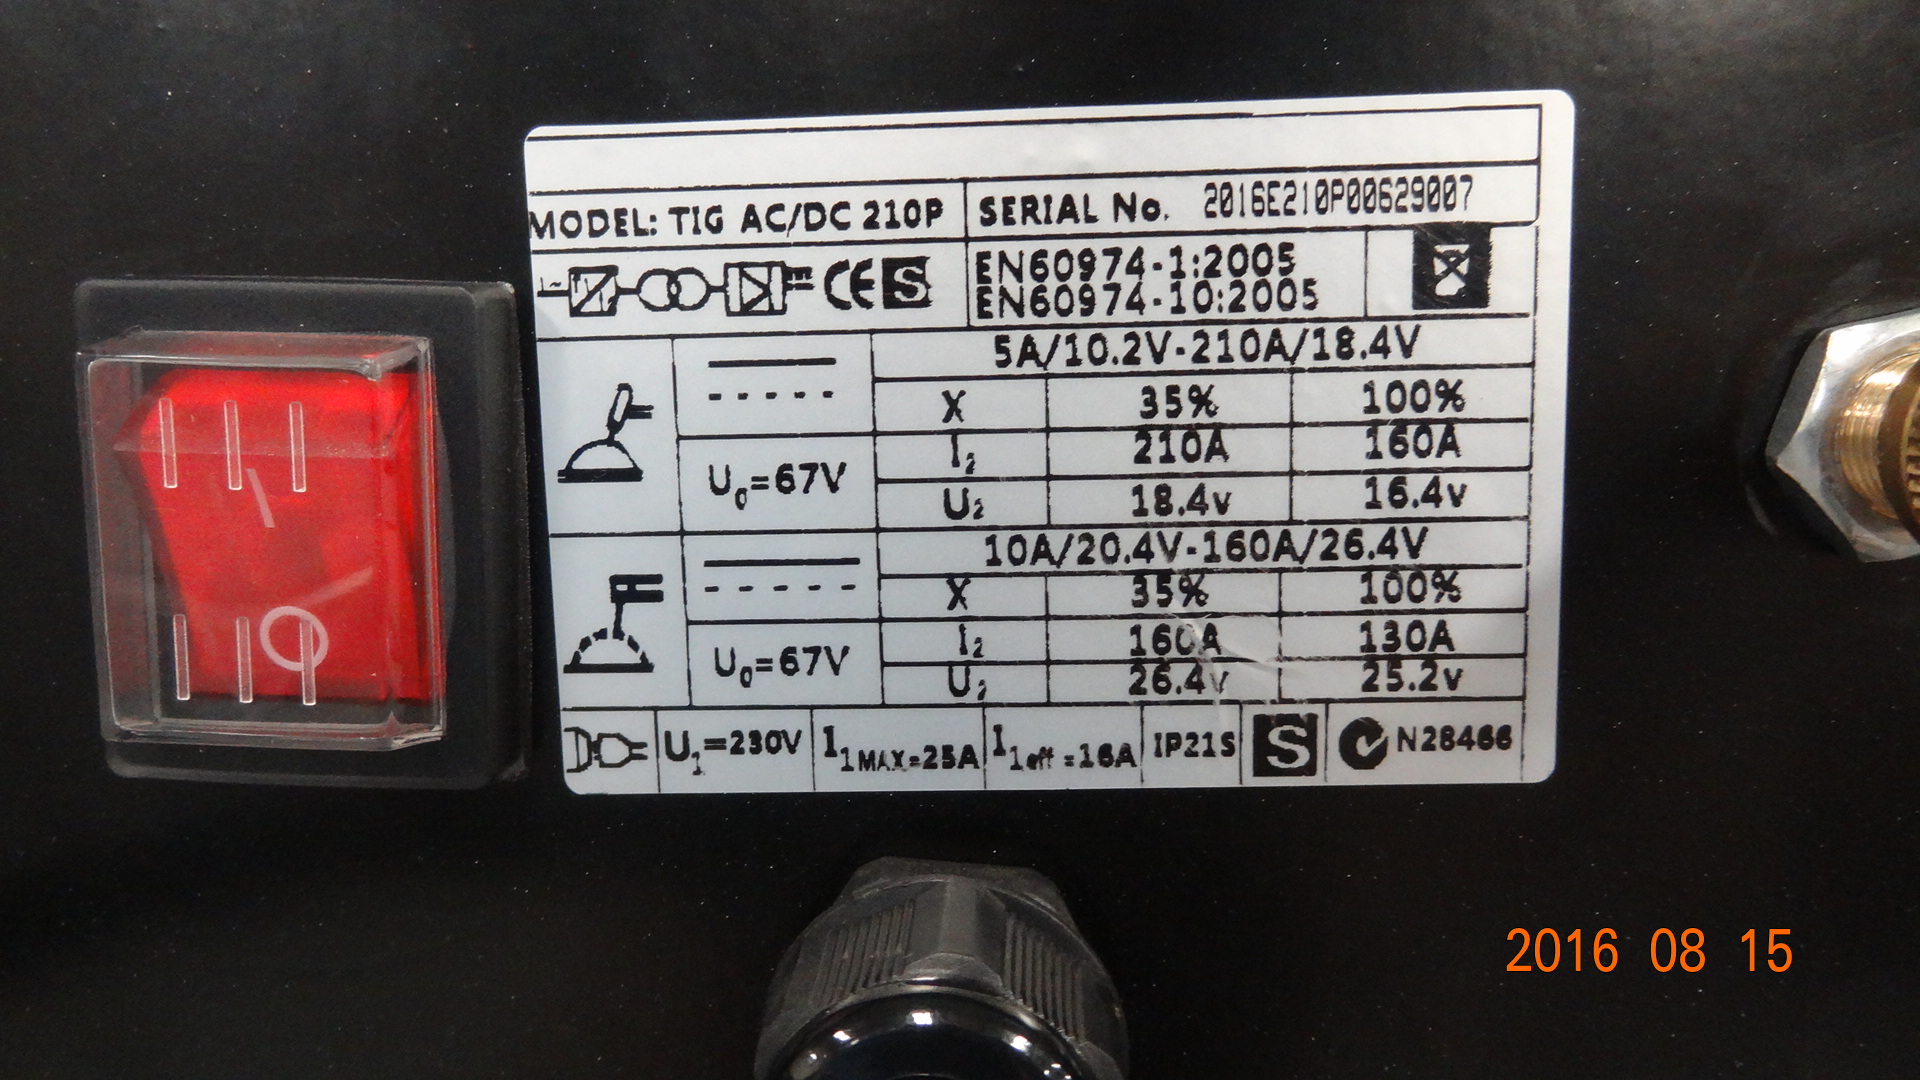 MODEL: TIG AC/DC 210P
SERIAL No. 2016E210P00629007
CE S
EN60974-1:2005
EN60974-10:2005
5A/10.2V-210A/18.4V
X 35% 100%
I₂ 210A 160A
U₀=67V
U₂ 18.4v 16.4v
10A/20.4V-160A/26.4V
X 35% 100%
I₂ 160A 130A
U₀=67V
U₂ 26.4v 25.2v
U₁=230V I₁MAX=25A I₁eff=16A IP21S S N28466
2016 08 15